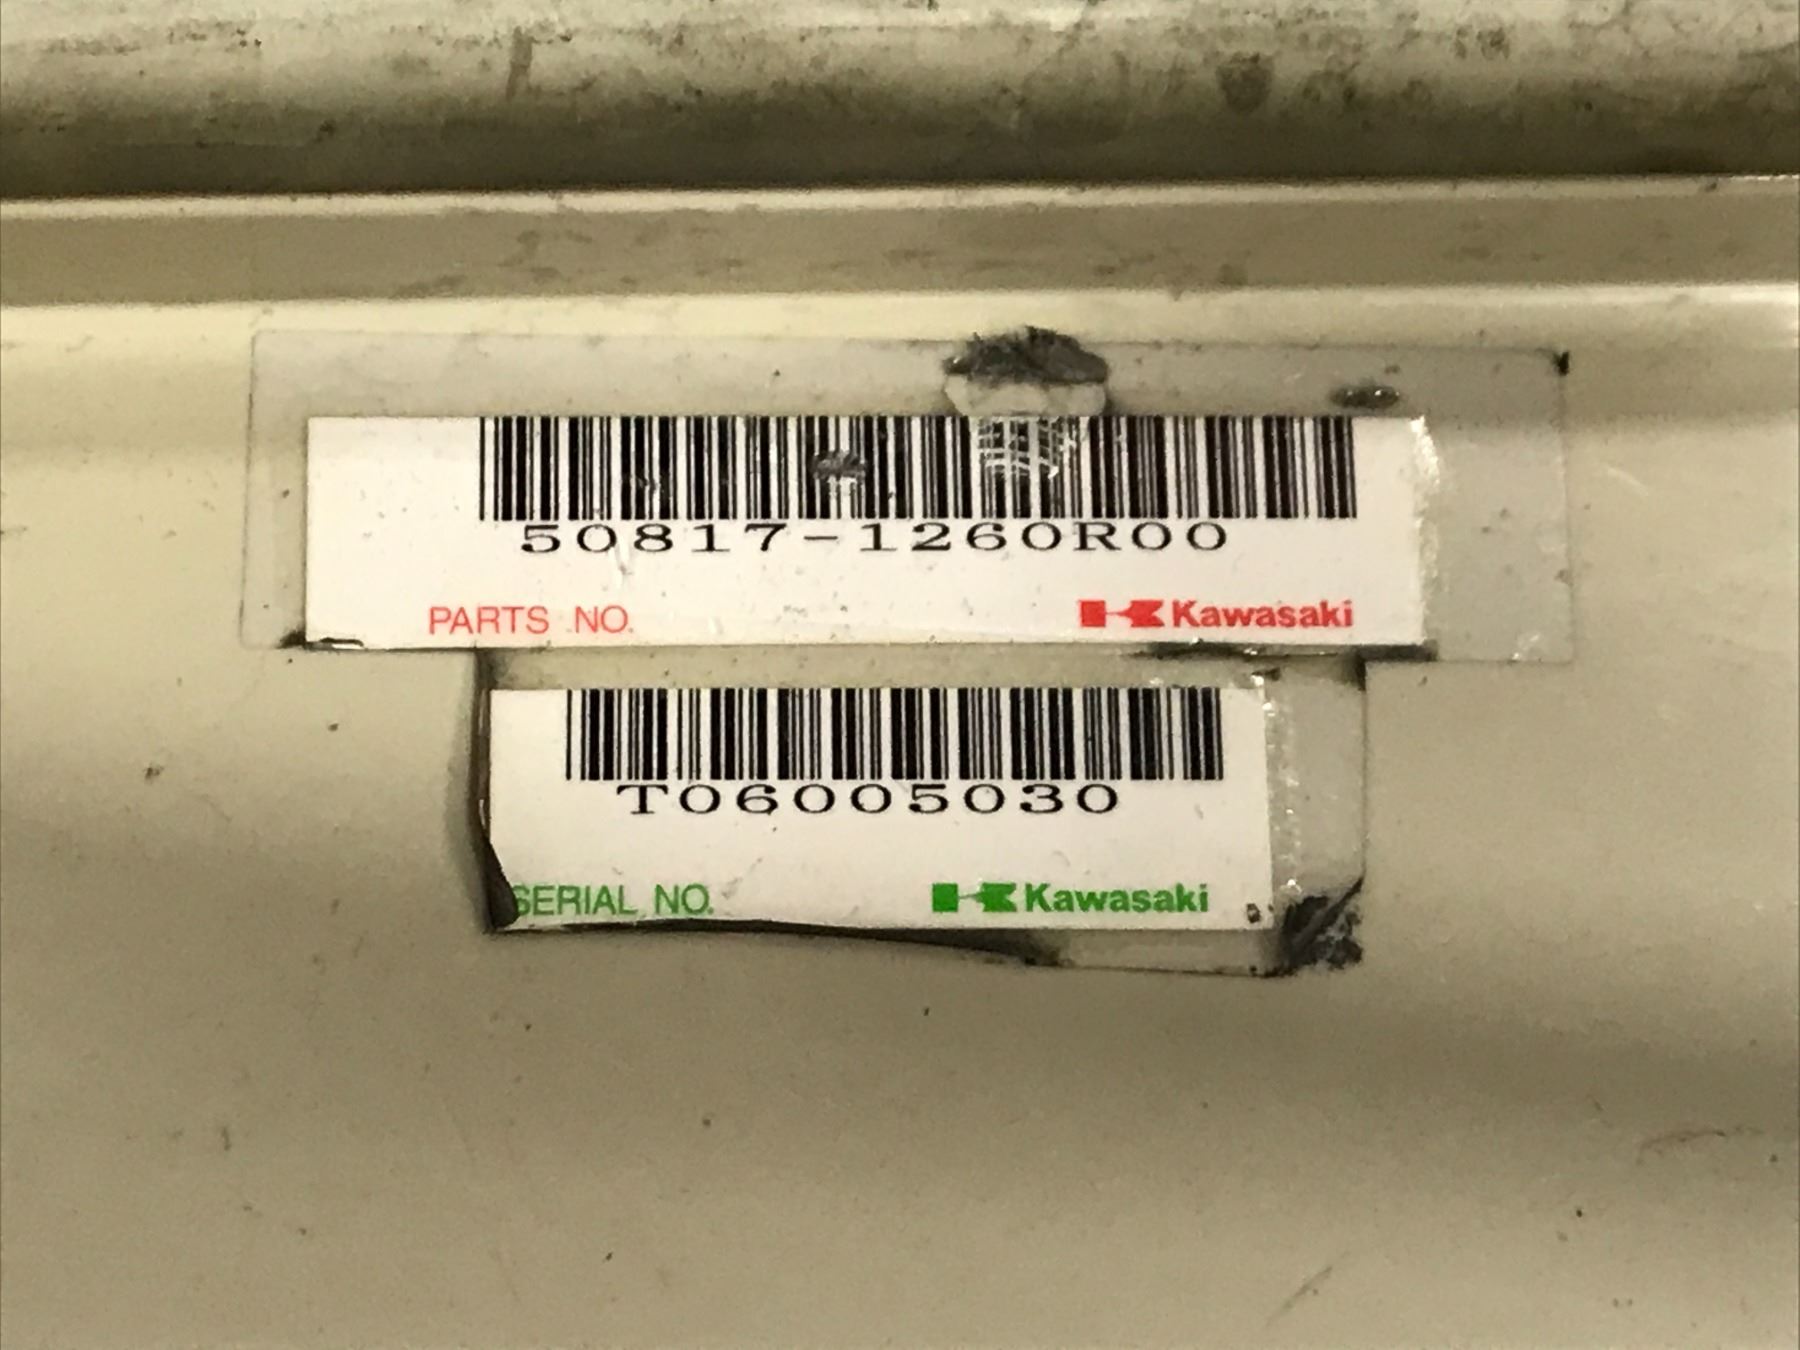 50817-1260R00
PARTS NO. Kawasaki
T06005030
SERIAL NO. Kawasaki